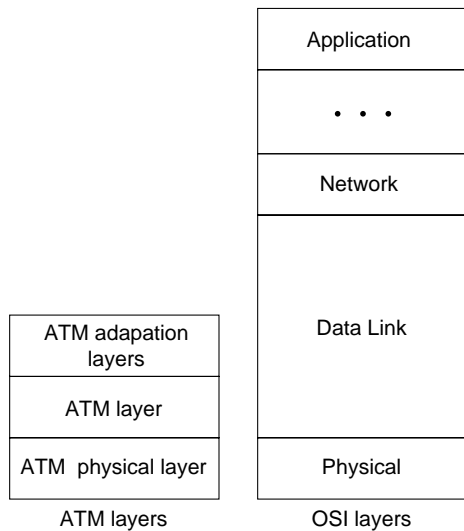 Application
• • •
Network
Data Link
Physical
OSI layers
ATM adapation
layers
ATM layer
ATM physical layer
ATM layers